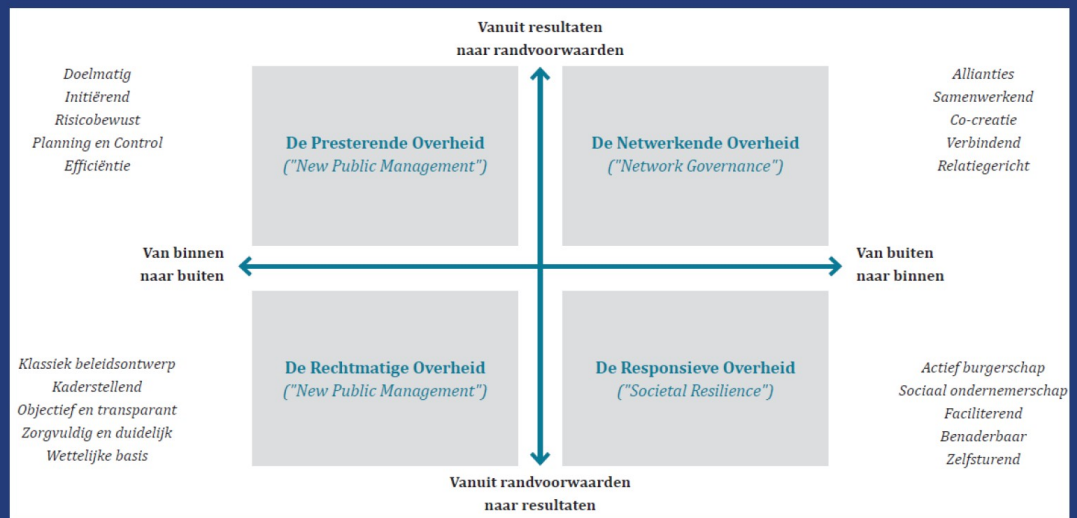 Vanuit resultaten
naar randvoorwaarden
Doelmatig
Initiërend
Risicobewust
Planning en Control
Efficiëntie
De Presterende Overheid
("New Public Management")
De Netwerkende Overheid
("Network Governance")
Allianties
Samenwerkend
Co-creatie
Verbindend
Relatiegericht
Van binnen
naar buiten
Van buiten
naar binnen
Klassiek beleidsontwerp
Kaderstellend
Objectief en transparant
Zorgvuldig en duidelijk
Wettelijke basis
De Rechtmatige Overheid
("New Public Management")
De Responsieve Overheid
("Societal Resilience")
Actief burgerschap
Sociaal ondernemerschap
Faciliterend
Benaderbaar
Zelfsturend
Vanuit randvoorwaarden
naar resultaten